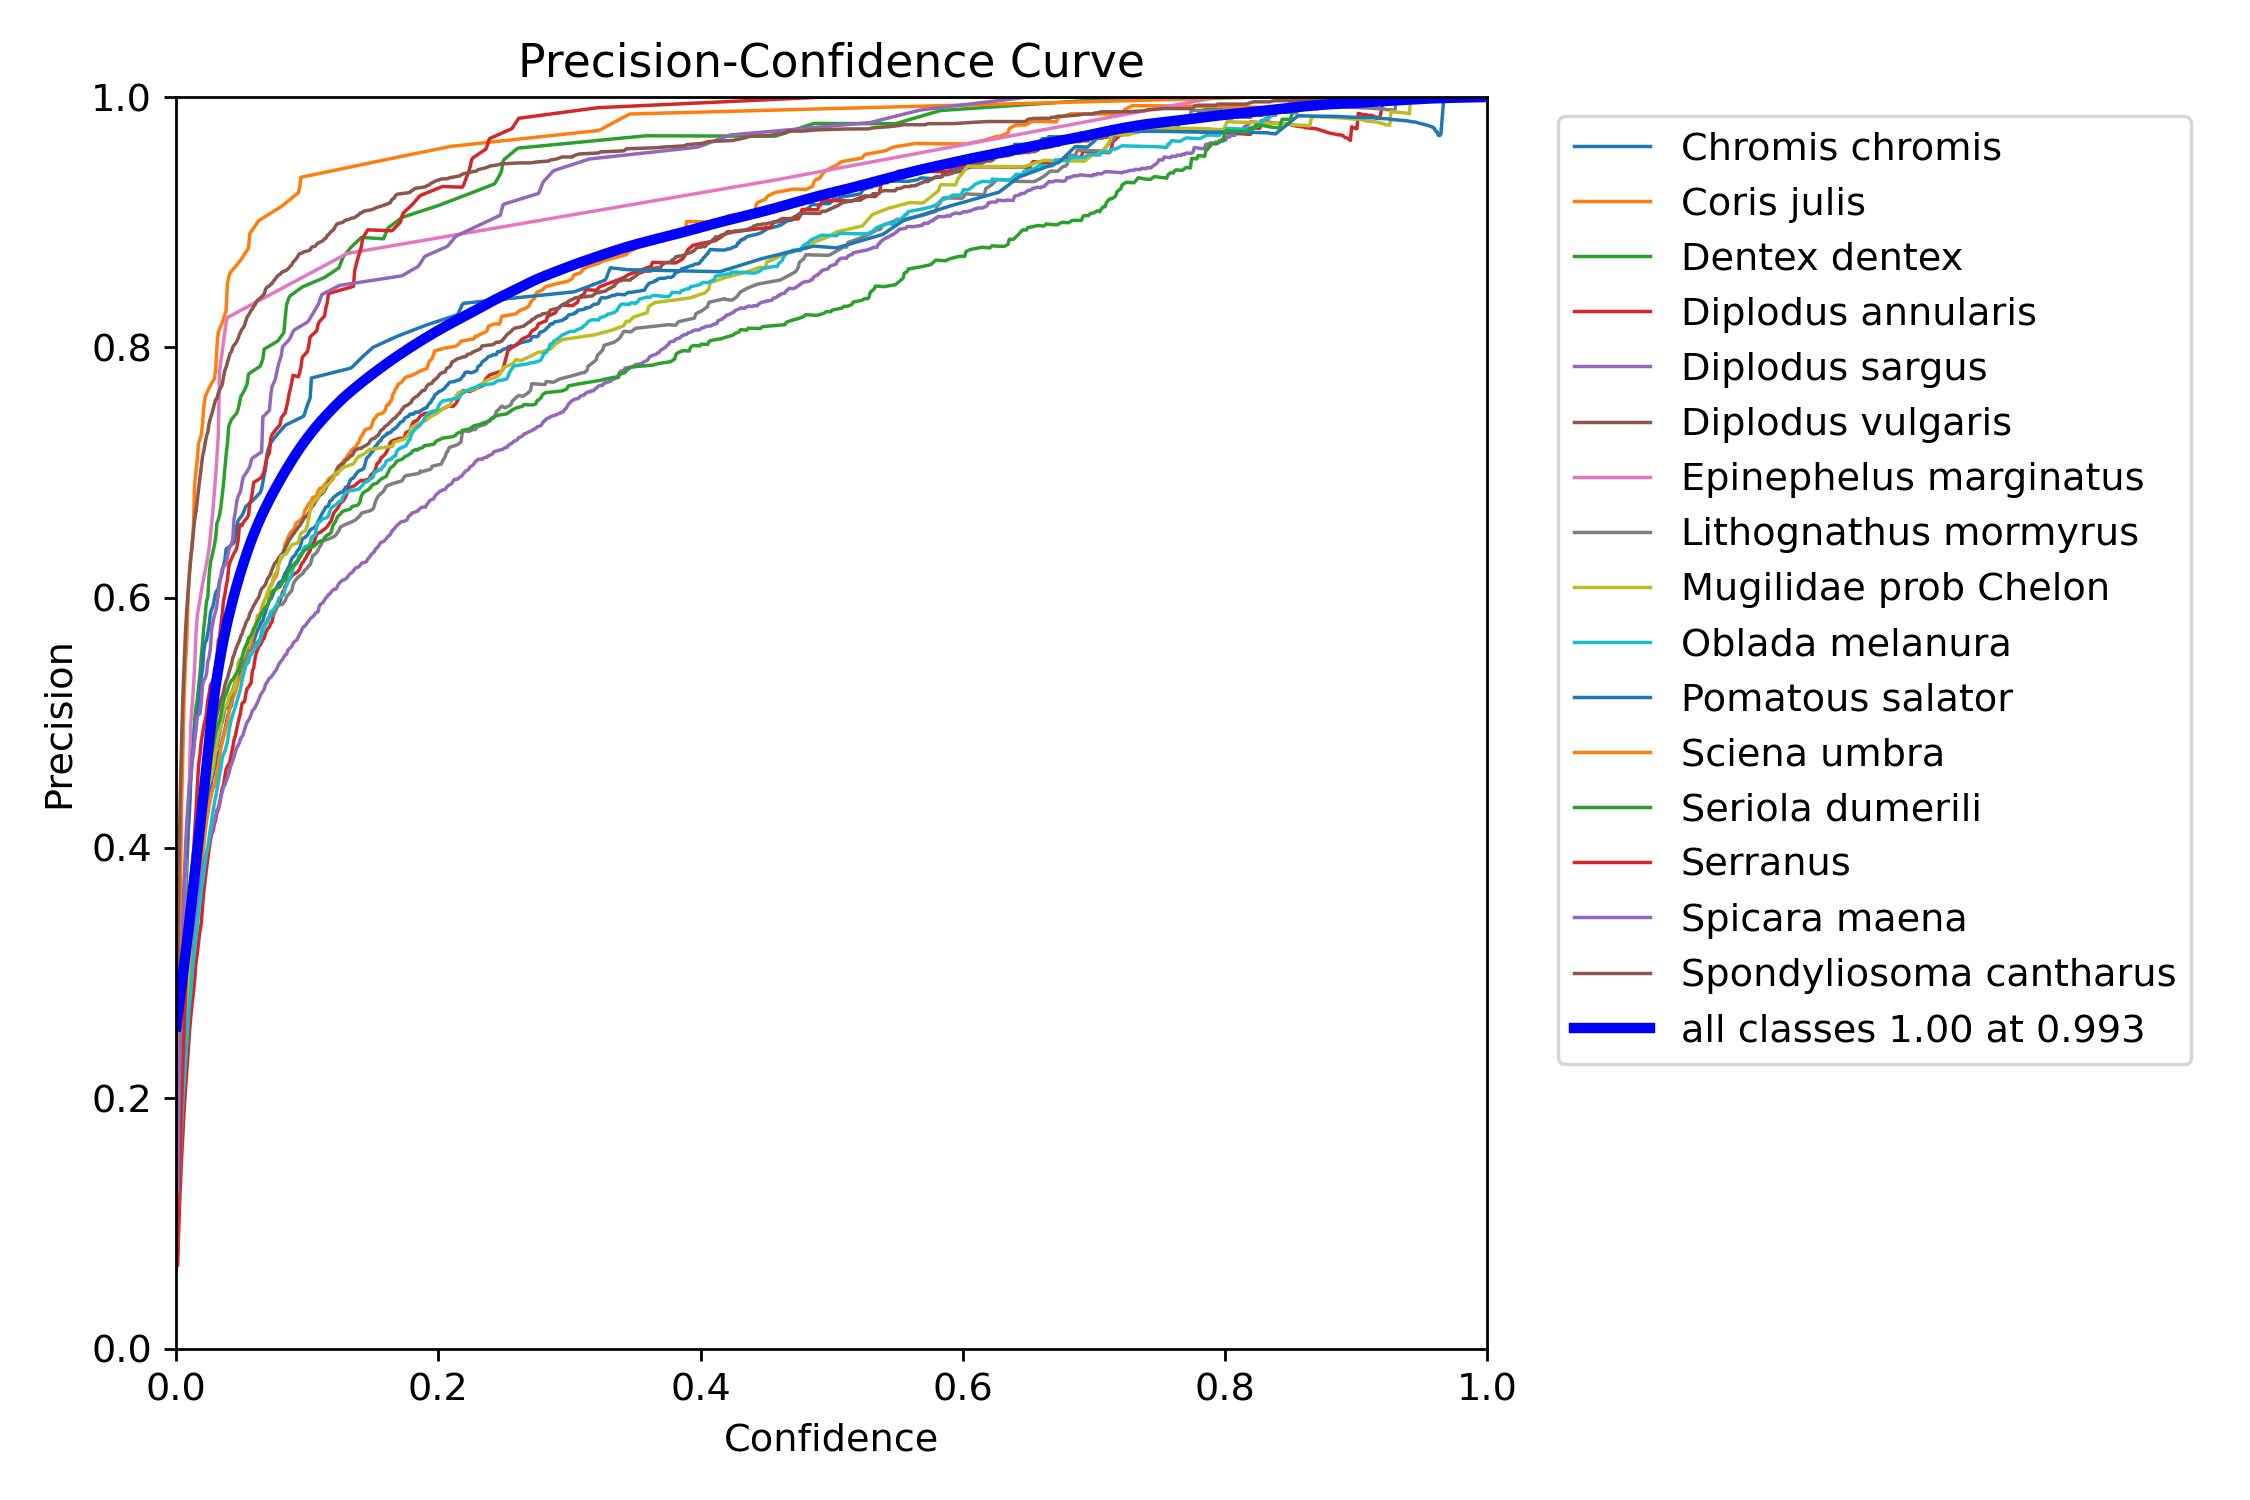 Precision-Confidence Curve
1.0
0.8
0.6
0.4
0.2
0.0
Precision
0.0 0.2 0.4 0.6 0.8 1.0
Confidence
Chromis chromis
Coris julis
Dentex dentex
Diplodus annularis
Diplodus sargus
Diplodus vulgaris
Epinephelus marginatus
Lithognathus mormyrus
Mugilidae prob Chelon
Oblada melanura
Pomatous salator
Sciena umbra
Seriola dumerili
Serranus
Spicara maena
Spondyliosoma cantharus
all classes 1.00 at 0.993